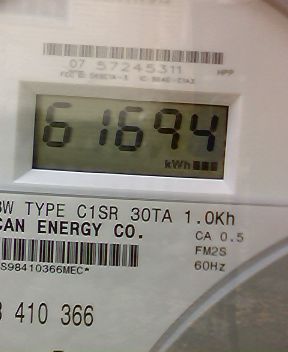 07 57245311
HPP
61694
kWh
3W TYPE C1SR 30TA 1.0Kh
CAN ENERGY CO.
CA 0.5
FM2S
60Hz
S98410366MEC*
410 366